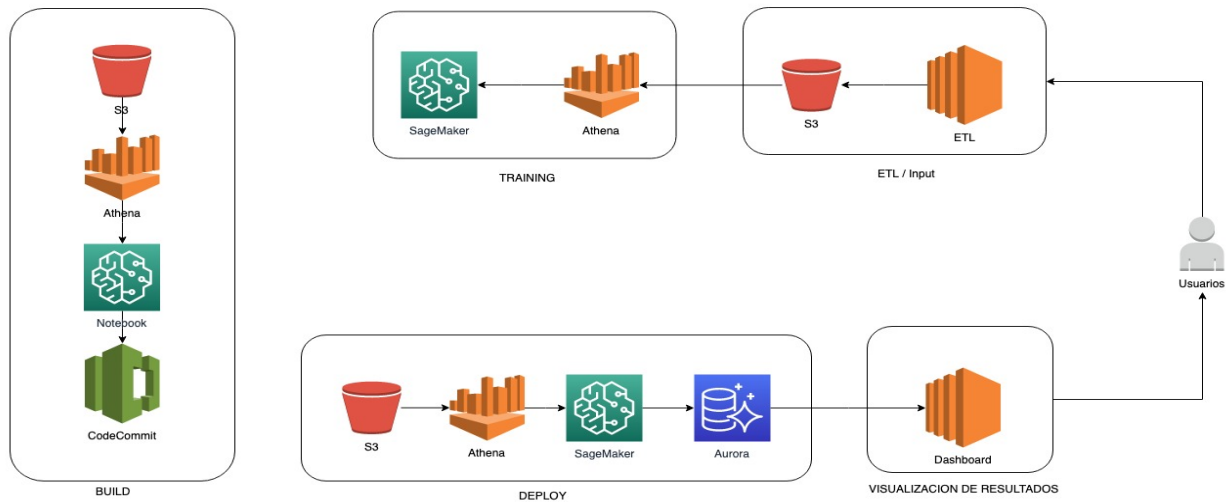 S3
Athena
Notebook
CodeCommit
BUILD
SageMaker
Athena
TRAINING
S3
ETL
ETL / Input
Usuarios
S3
Athena
SageMaker
Aurora
DEPLOY
Dashboard
VISUALIZACION DE RESULTADOS